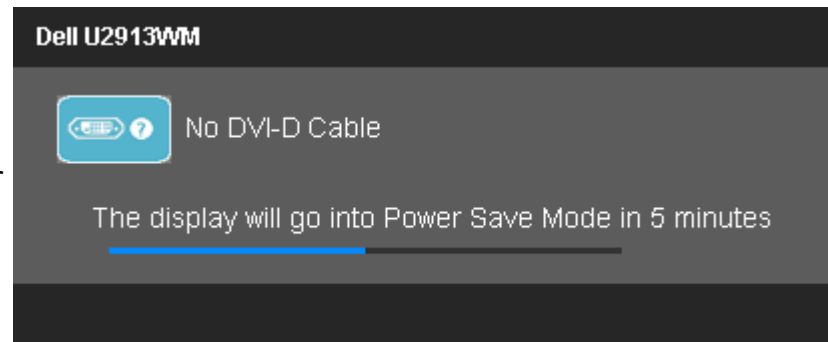 Dell U2913WM
? No DVI-D Cable
The display will go into Power Save Mode in 5 minutes